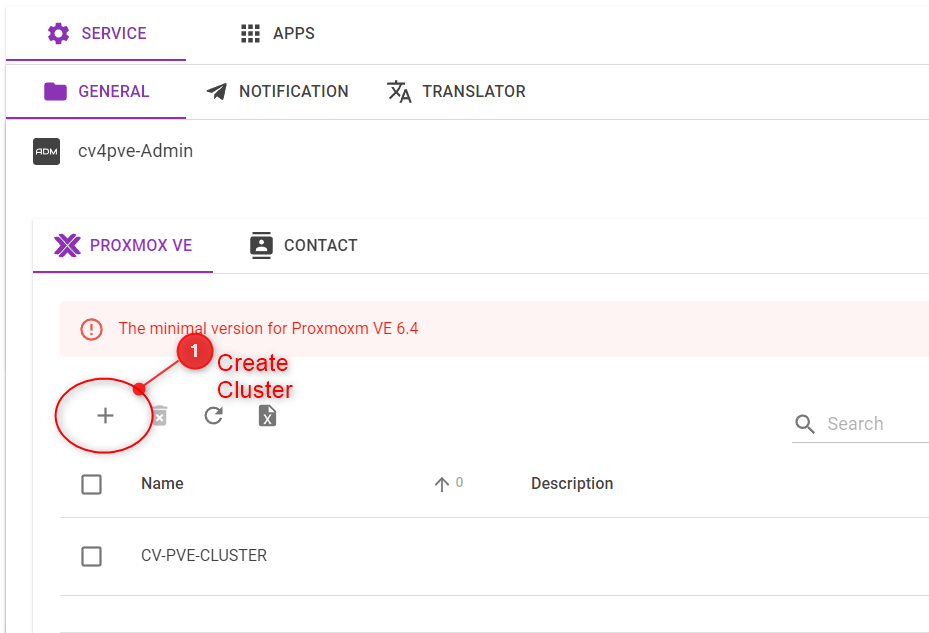 SERVICE APPS
GENERAL NOTIFICATION TRANSLATOR
ADM cv4pve-Admin
PROXMOX VE CONTACT
The minimal version for Proxmoxm VE 6.4
1 Create
Cluster
Search
Name 0 Description
CV-PVE-CLUSTER